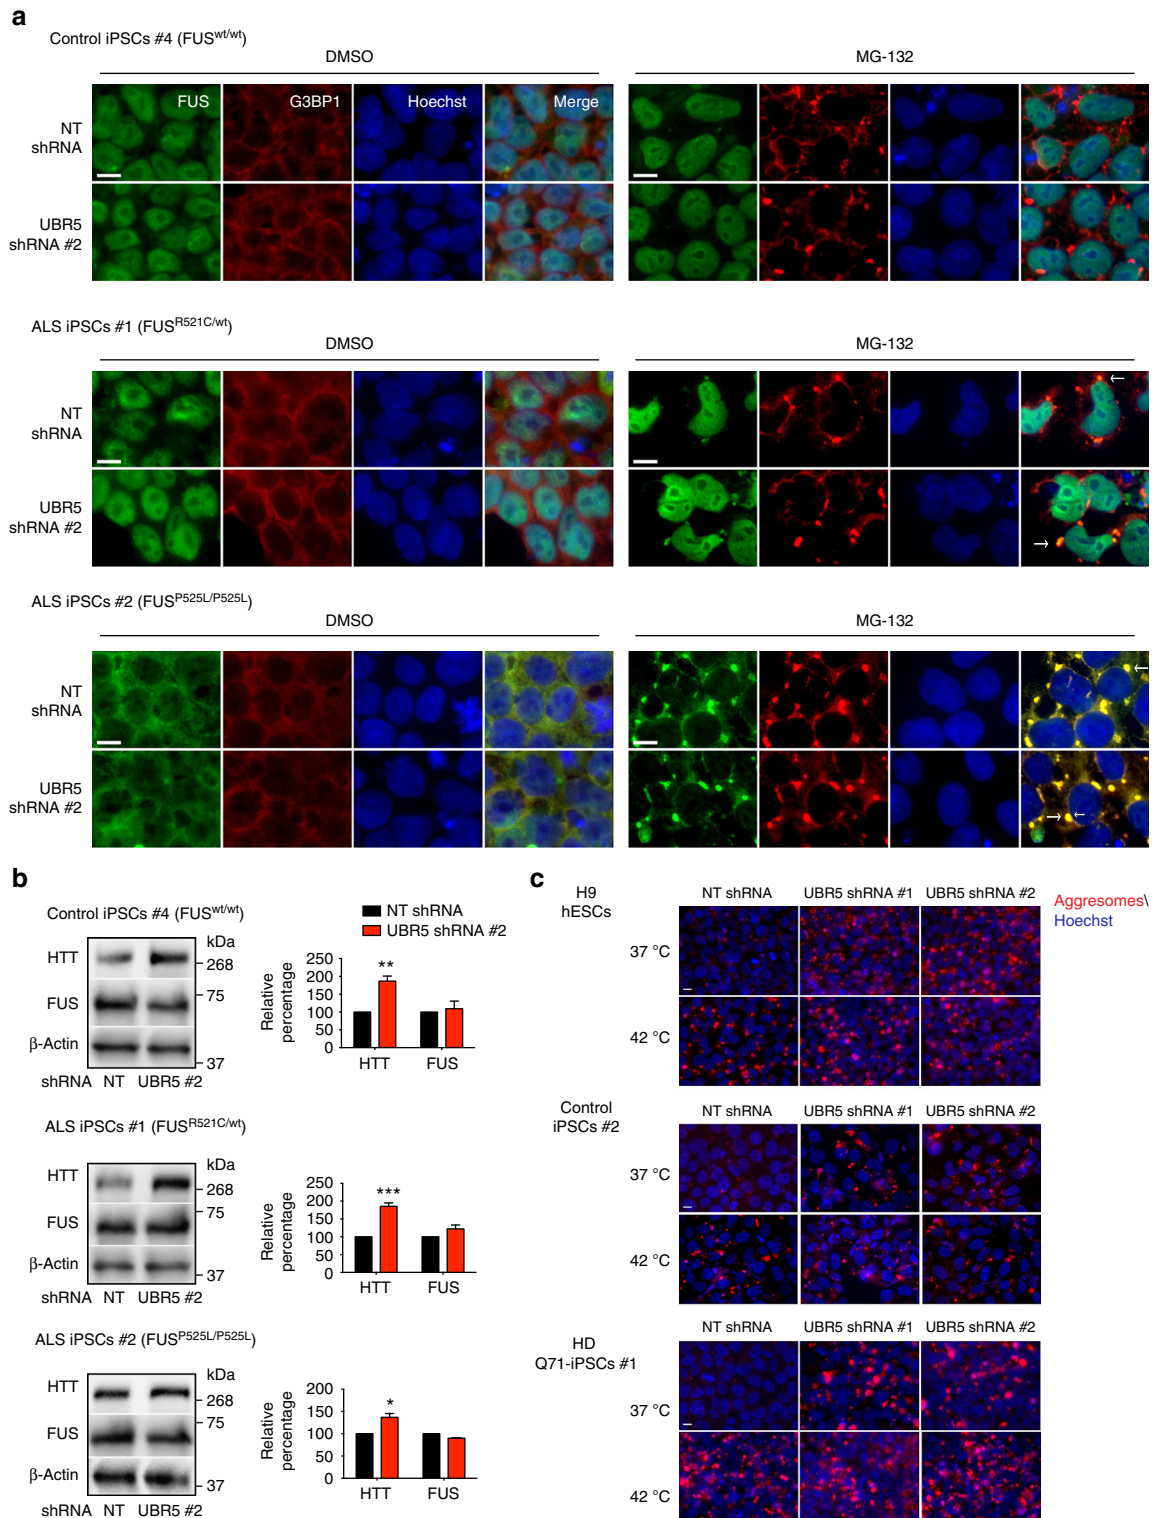 a
Control iPSCs #4 (FUSwt/wt)
DMSO
MG-132
FUS
G3BP1
Hoechst
Merge
NT
shRNA
UBR5
shRNA #2
ALS iPSCs #1 (FUSR521C/wt)
DMSO
MG-132
NT
shRNA
UBR5
shRNA #2
ALS iPSCs #2 (FUSP525L/P525L)
DMSO
MG-132
NT
shRNA
UBR5
shRNA #2
b
Control iPSCs #4 (FUSwt/wt)
kDa
HTT
268
FUS
75
β-Actin
37
shRNA NT UBR5 #2
NT shRNA
UBR5 shRNA #2
Relative
percentage
250
200
150
100
50
0
**
HTT
FUS
ALS iPSCs #1 (FUSR521C/wt)
kDa
HTT
268
75
FUS
β-Actin
37
shRNA NT UBR5 #2
Relative
percentage
250
200
150
100
50
0
***
HTT
FUS
ALS iPSCs #2 (FUSP525L/P525L)
kDa
HTT
268
75
FUS
β-Actin
37
shRNA NT UBR5 #2
Relative
percentage
200
150
100
50
0
*
HTT
FUS
c
H9
hESCs
NT shRNA
UBR5 shRNA #1
UBR5 shRNA #2
Aggresomes\
Hoechst
37 °C
42 °C
Control
iPSCs #2
NT shRNA
UBR5 shRNA #1
UBR5 shRNA #2
37 °C
42 °C
HD
Q71-iPSCs #1
NT shRNA
UBR5 shRNA #1
UBR5 shRNA #2
37 °C
42 °C